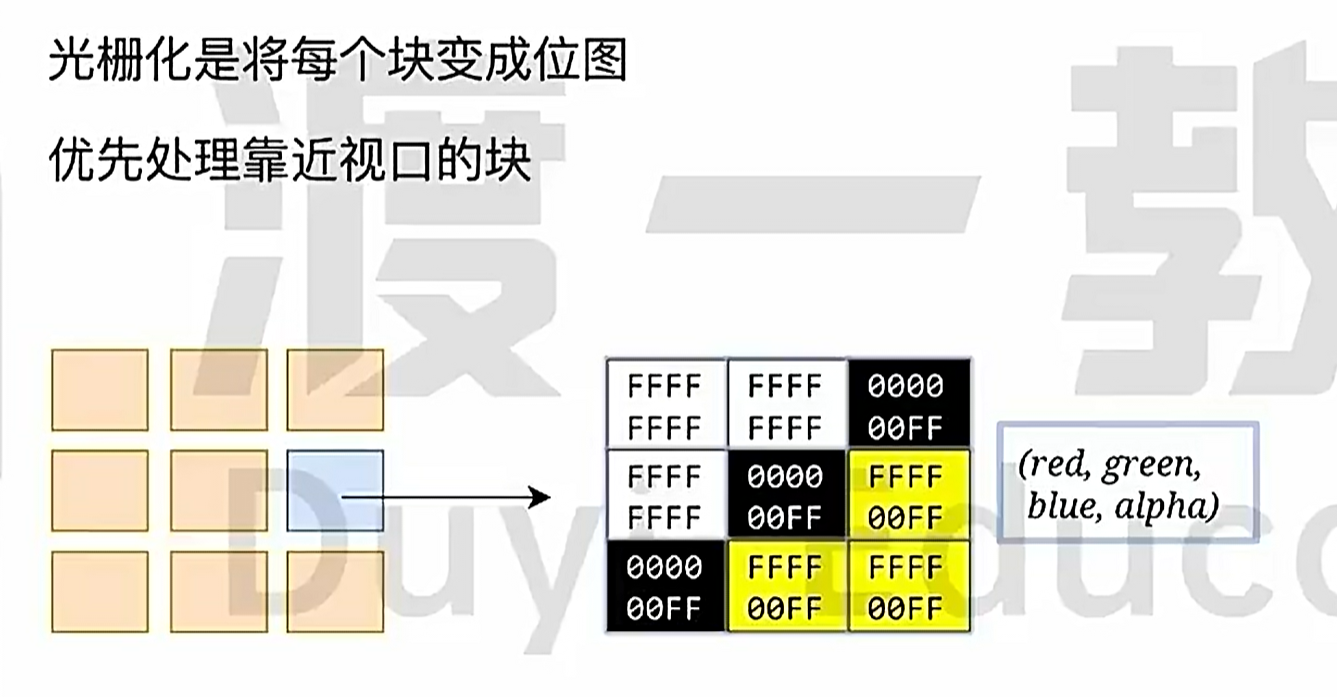 光栅化是将每个块变成位图
优先处理靠近视口的块
渡一教
Duyi Educ
FFFF FFFF 0000
FFFF FFFF 00FF
FFFF 0000 FFFF
FFFF 00FF 00FF
0000 FFFF FFFF
00FF 00FF 00FF
(red, green,
blue, alpha)